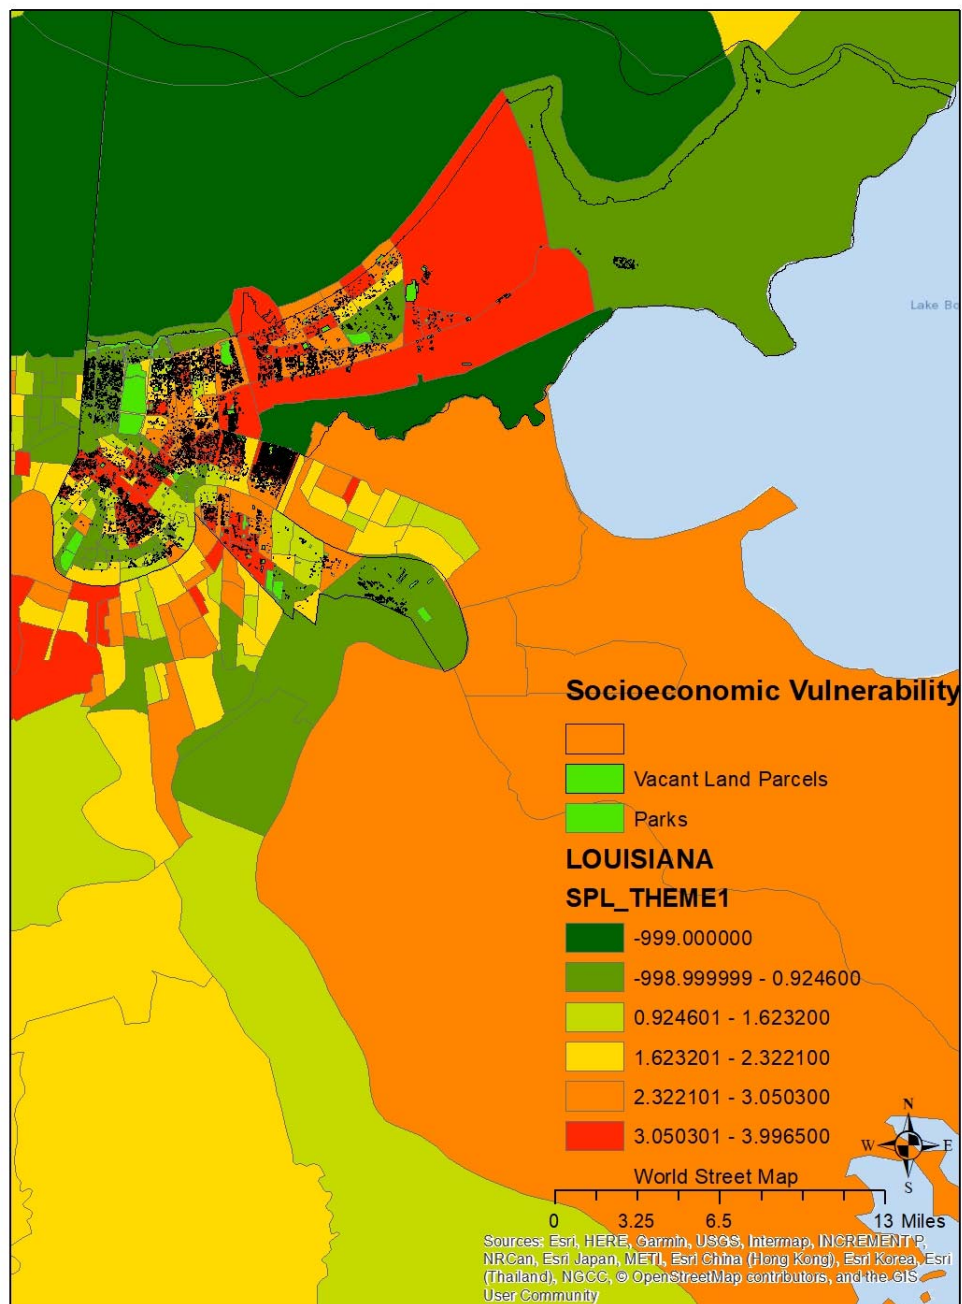 Lake Bo
Socioeconomic Vulnerability
Vacant Land Parcels
Parks
LOUISIANA
SPL_THEME1
-999.000000
-998.999999 - 0.924600
0.924601 - 1.623200
1.623201 - 2.322100
2.322101 - 3.050300
3.050301 - 3.996500
N
W E
S
World Street Map
0 3.25 6.5 13 Miles
Sources: Esri, HERE, Garmin, USGS, Intermap, INCREMENT P,
NRCan, Esri Japan, METI, Esri China (Hong Kong), Esri Korea, Esri
(Thailand), NGCC, © OpenStreetMap contributors, and the GIS
User Community